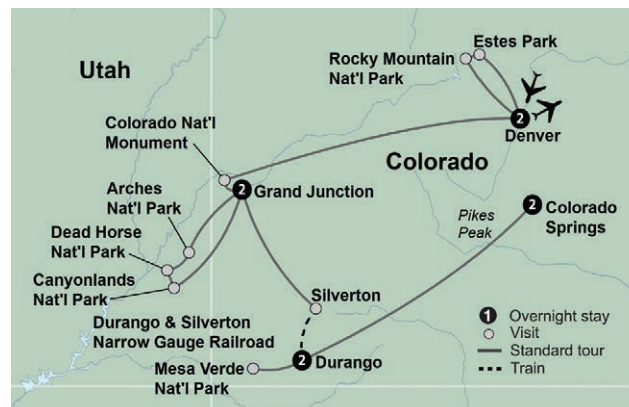 Utah
Rocky Mountain
Nat'l Park
Estes Park
2
Denver
Colorado Nat'l
Monument
Colorado
Arches
Nat'l Park
2
Grand Junction
Dead Horse
Nat'l Park
Pikes
Peak
2
Colorado
Springs
Canyonlands
Nat'l Park
Silverton
Durango & Silverton
Narrow Gauge Railroad
2
Durango
Mesa Verde
Nat'l Park
1
Overnight stay
Visit
Standard tour
Train